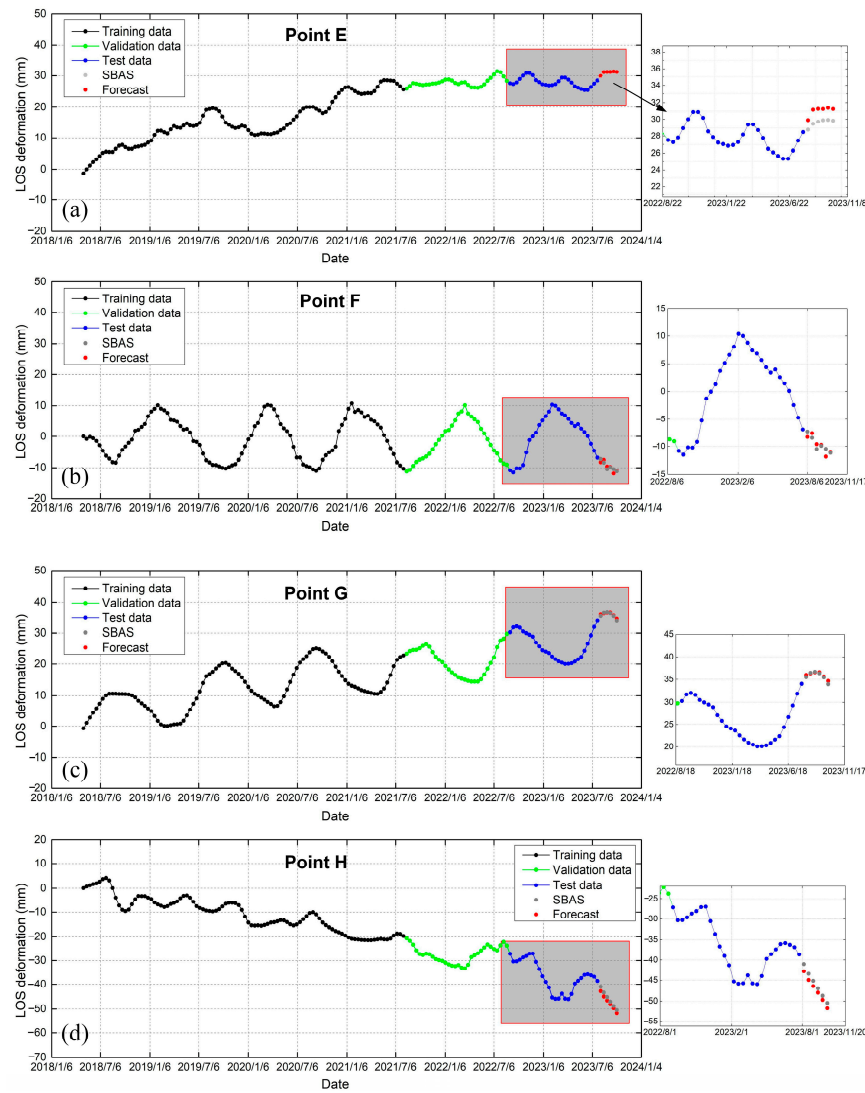 Point E
Training data
Validation data
Test data
SBAS
Forecast
50
40
30
20
10
0
−10
−20
LOS deformation (mm)
(a)
2018/1/6 2018/7/6 2019/1/6 2019/7/6 2020/1/6 2020/7/6 2021/1/6 2021/7/6 2022/1/6 2022/7/6 2023/1/6 2023/7/6 2024/1/4
Date
38
36
34
32
30
28
26
24
22
2022/8/22 2023/1/22 2023/6/22 2023/11/8
Point F
Training data
Validation data
Test data
SBAS
Forecast
50
40
30
20
10
0
−10
−20
LOS deformation (mm)
(b)
2018/1/6 2018/7/6 2019/1/6 2019/7/6 2020/1/6 2020/7/6 2021/1/6 2021/7/6 2022/1/6 2022/7/6 2023/1/6 2023/7/6 2024/1/4
Date
15
10
5
0
−5
−10
−15
2022/8/6 2023/2/6 2023/8/6 2023/11/17
Point G
Training data
Validation data
Test data
SBAS
Forecast
50
40
30
20
10
0
−10
−20
LOS deformation (mm)
(c)
2010/1/6 2018/7/6 2019/1/6 2019/7/6 2020/1/6 2020/7/6 2021/1/6 2021/7/6 2022/1/6 2022/7/6 2023/1/6 2023/7/6 2024/1/4
Date
45
40
35
30
25
20
2022/8/18 2023/1/18 2023/6/18 2023/11/17
Point H
Training data
Validation data
Test data
SBAS
Forecast
20
10
0
−10
−20
−30
−40
−50
−60
−70
LOS deformation (mm)
(d)
2018/1/6 2018/7/6 2019/1/6 2019/7/6 2020/1/6 2020/7/6 2021/1/6 2021/7/6 2022/1/6 2022/7/6 2023/1/6 2023/7/6 2024/1/4
Date
−25
−30
−35
−40
−45
−50
−55
2022/8/1 2023/2/1 2023/8/1 2023/11/20